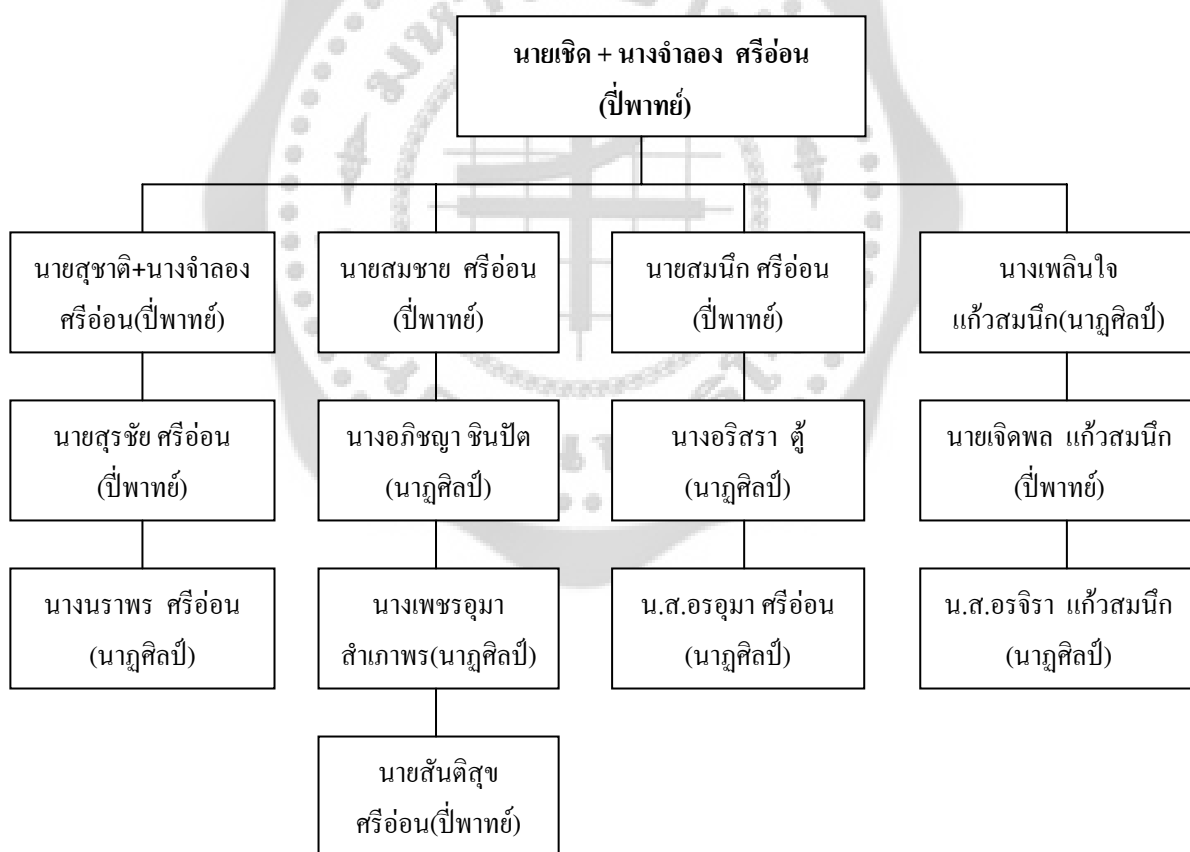 นายเชิด + นางจำลอง ศรีอ่อน
(ปี่พาทย์)
นายสุชาติ+นางจำลอง
ศรีอ่อน(ปี่พาทย์)
นายสมชาย ศรีอ่อน
(ปี่พาทย์)
นายสมนึก ศรีอ่อน
(ปี่พาทย์)
นางเพลินใจ
แก้วสมนึก(นาฏศิลป์)
นายสุรชัย ศรีอ่อน
(ปี่พาทย์)
นางอภิชญา ชินปัต
(นาฏศิลป์)
นางอริสรา ตู้
(นาฏศิลป์)
นายเจิดพล แก้วสมนึก
(ปี่พาทย์)
นางนราพร ศรีอ่อน
(นาฏศิลป์)
นางเพชรอุมา
สำเภาพร(นาฏศิลป์)
น.ส.อรอุมา ศรีอ่อน
(นาฏศิลป์)
น.ส.อรจิรา แก้วสมนึก
(นาฏศิลป์)
นายสันติสุข
ศรีอ่อน(ปี่พาทย์)